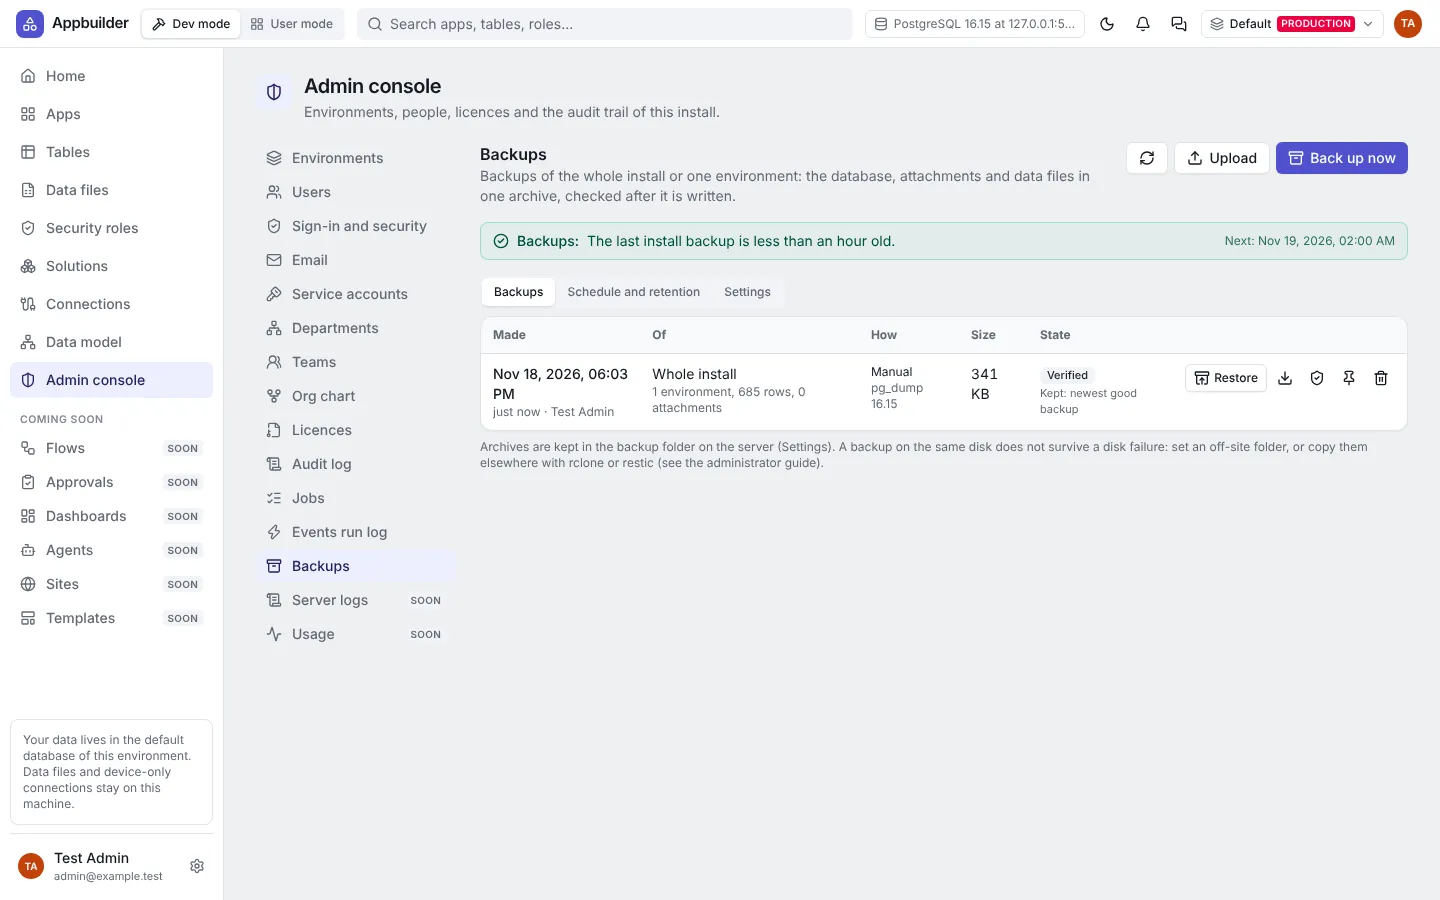 Appbuilder
Dev mode
User mode
Search apps, tables, roles...
PostgreSQL 16.15 at 127.0.0.1:5...
Default PRODUCTION
TA
Home
Apps
Tables
Data files
Security roles
Solutions
Connections
Data model
Admin console
COMING SOON
Flows SOON
Approvals SOON
Dashboards SOON
Agents SOON
Sites SOON
Templates SOON
Your data lives in the default
database of this environment.
Data files and device-only
connections stay on this
machine.
TA
Test Admin
admin@example.test
Admin console
Environments, people, licences and the audit trail of this install.
Environments
Users
Sign-in and security
Email
Service accounts
Departments
Teams
Org chart
Licences
Audit log
Jobs
Events run log
Backups
Server logs SOON
Usage SOON
Backups
Backups of the whole install or one environment: the database, attachments and data files in
one archive, checked after it is written.
Upload
Back up now
Backups: The last install backup is less than an hour old.
Next: Nov 19, 2026, 02:00 AM
Backups
Schedule and retention
Settings
Made Of How Size State
Nov 18, 2026, 06:03
PM
just now · Test Admin
Whole install
1 environment, 685 rows, 0
attachments
Manual
pg_dump
16.15
341
KB
Verified
Kept: newest good
backup
Restore
Archives are kept in the backup folder on the server (Settings). A backup on the same disk does not survive a disk failure: set an off-site folder, or copy them
elsewhere with rclone or restic (see the administrator guide).